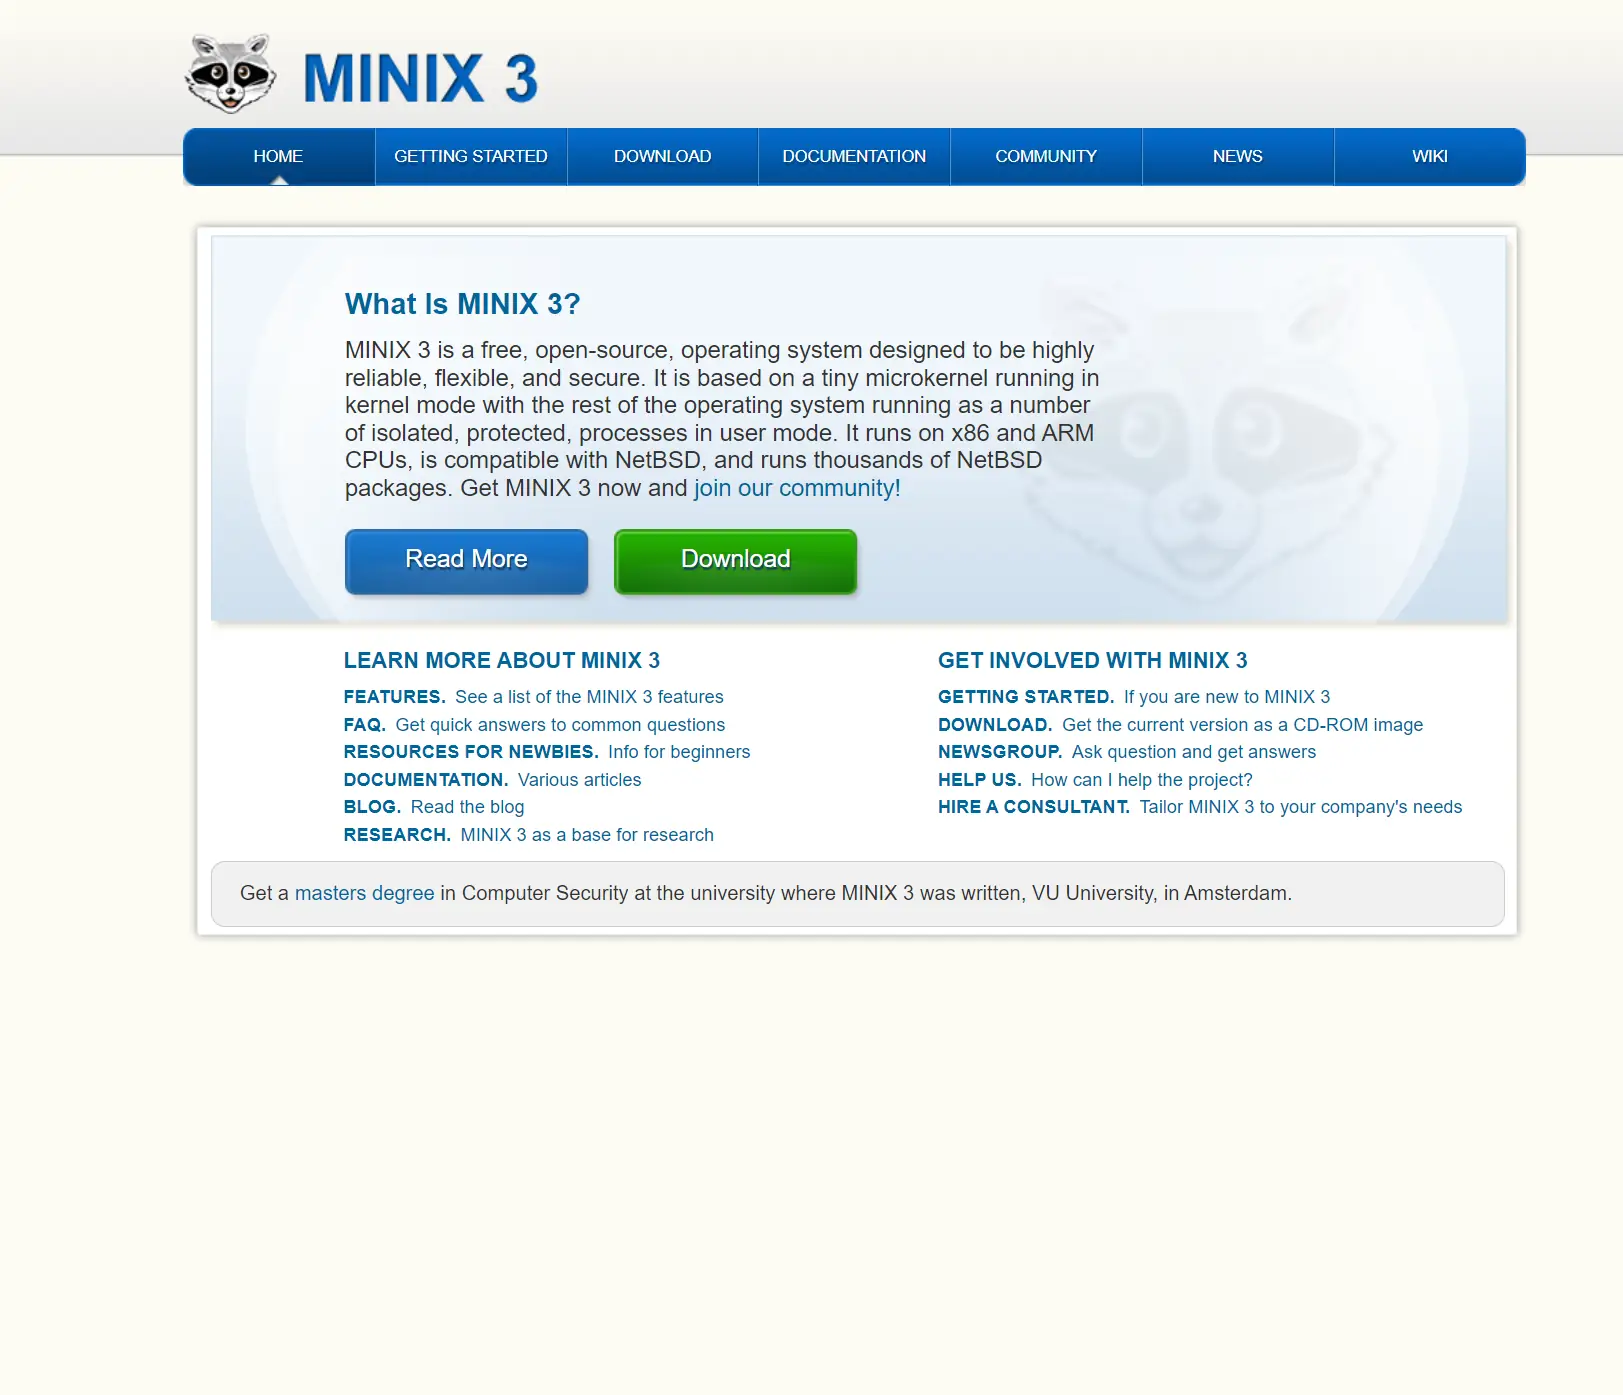 MINIX 3
HOME
GETTING STARTED
DOWNLOAD
DOCUMENTATION
COMMUNITY
NEWS
WIKI
What Is MINIX 3?
MINIX 3 is a free, open-source, operating system designed to be highly
reliable, flexible, and secure. It is based on a tiny microkernel running in
kernel mode with the rest of the operating system running as a number
of isolated, protected, processes in user mode. It runs on x86 and ARM
CPUs, is compatible with NetBSD, and runs thousands of NetBSD
packages. Get MINIX 3 now and join our community!
Read More
Download
LEARN MORE ABOUT MINIX 3
FEATURES. See a list of the MINIX 3 features
FAQ. Get quick answers to common questions
RESOURCES FOR NEWBIES. Info for beginners
DOCUMENTATION. Various articles
BLOG. Read the blog
RESEARCH. MINIX 3 as a base for research
GET INVOLVED WITH MINIX 3
GETTING STARTED. If you are new to MINIX 3
DOWNLOAD. Get the current version as a CD-ROM image
NEWSGROUP. Ask question and get answers
HELP US. How can I help the project?
HIRE A CONSULTANT. Tailor MINIX 3 to your company's needs
Get a masters degree in Computer Security at the university where MINIX 3 was written, VU University, in Amsterdam.